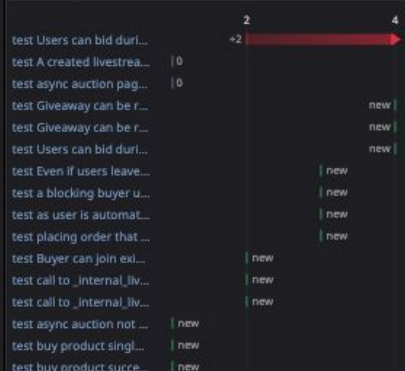 2 4
test Users can bid duri... +2
test A created livestrea... 0
test async auction pag... 0
test Giveaway can be r... new
test Giveaway can be r... new
test Users can bid duri... new
test Even if users leave... new
test a blocking buyer u... new
test as user is automat... new
test placing order that ... new
test Buyer can join exi... new
test call to _internal_liv... new
test call to _internal_liv... new
test async auction not ... new
test buy product singl... new
test buy product succe... new